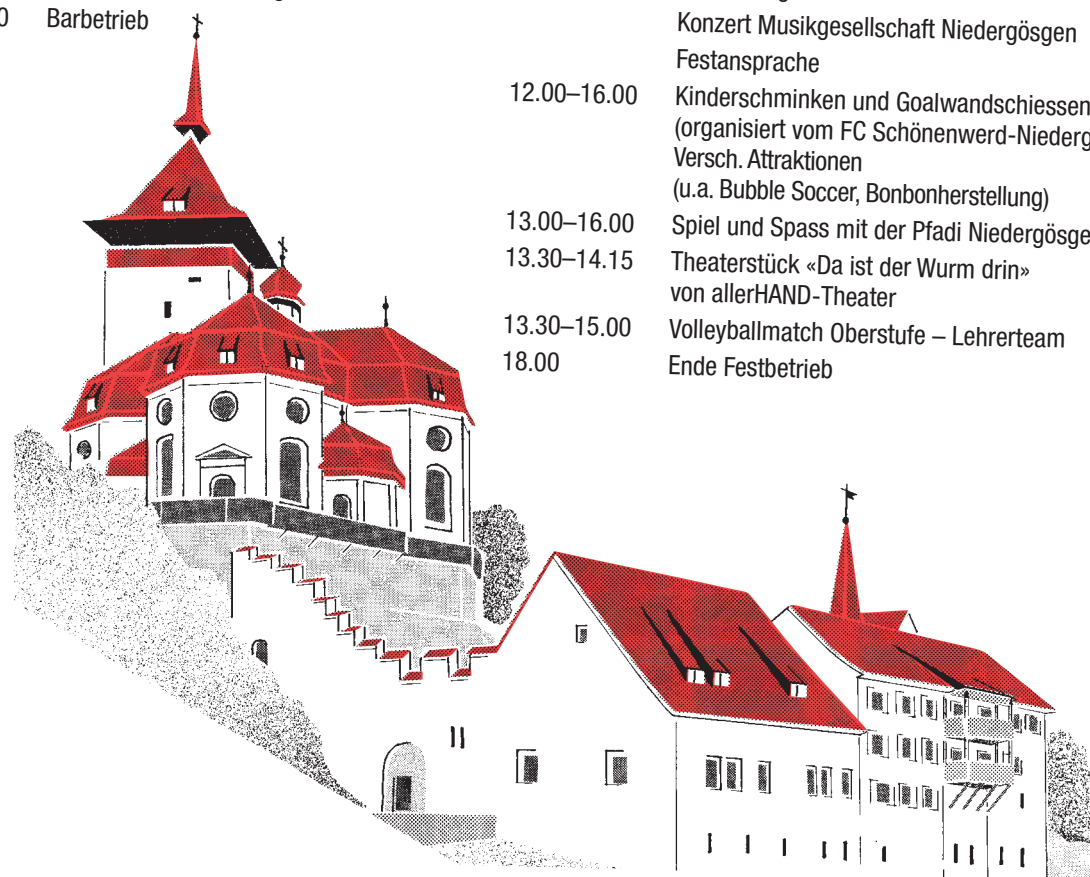 Barbetrieb
Konzert Musikgesellschaft Niedergösgen
Festansprache
12.00–16.00 Kinderschminken und Goalwandschiessen
(organisiert vom FC Schönenwerd-Niederg
Versch. Attraktionen
(u.a. Bubble Soccer, Bonbonherstellung)
13.00–16.00 Spiel und Spass mit der Pfadi Niedergösge
13.30–14.15 Theaterstück «Da ist der Wurm drin»
von allerHAND-Theater
13.30–15.00 Volleyballmatch Oberstufe – Lehrerteam
18.00 Ende Festbetrieb